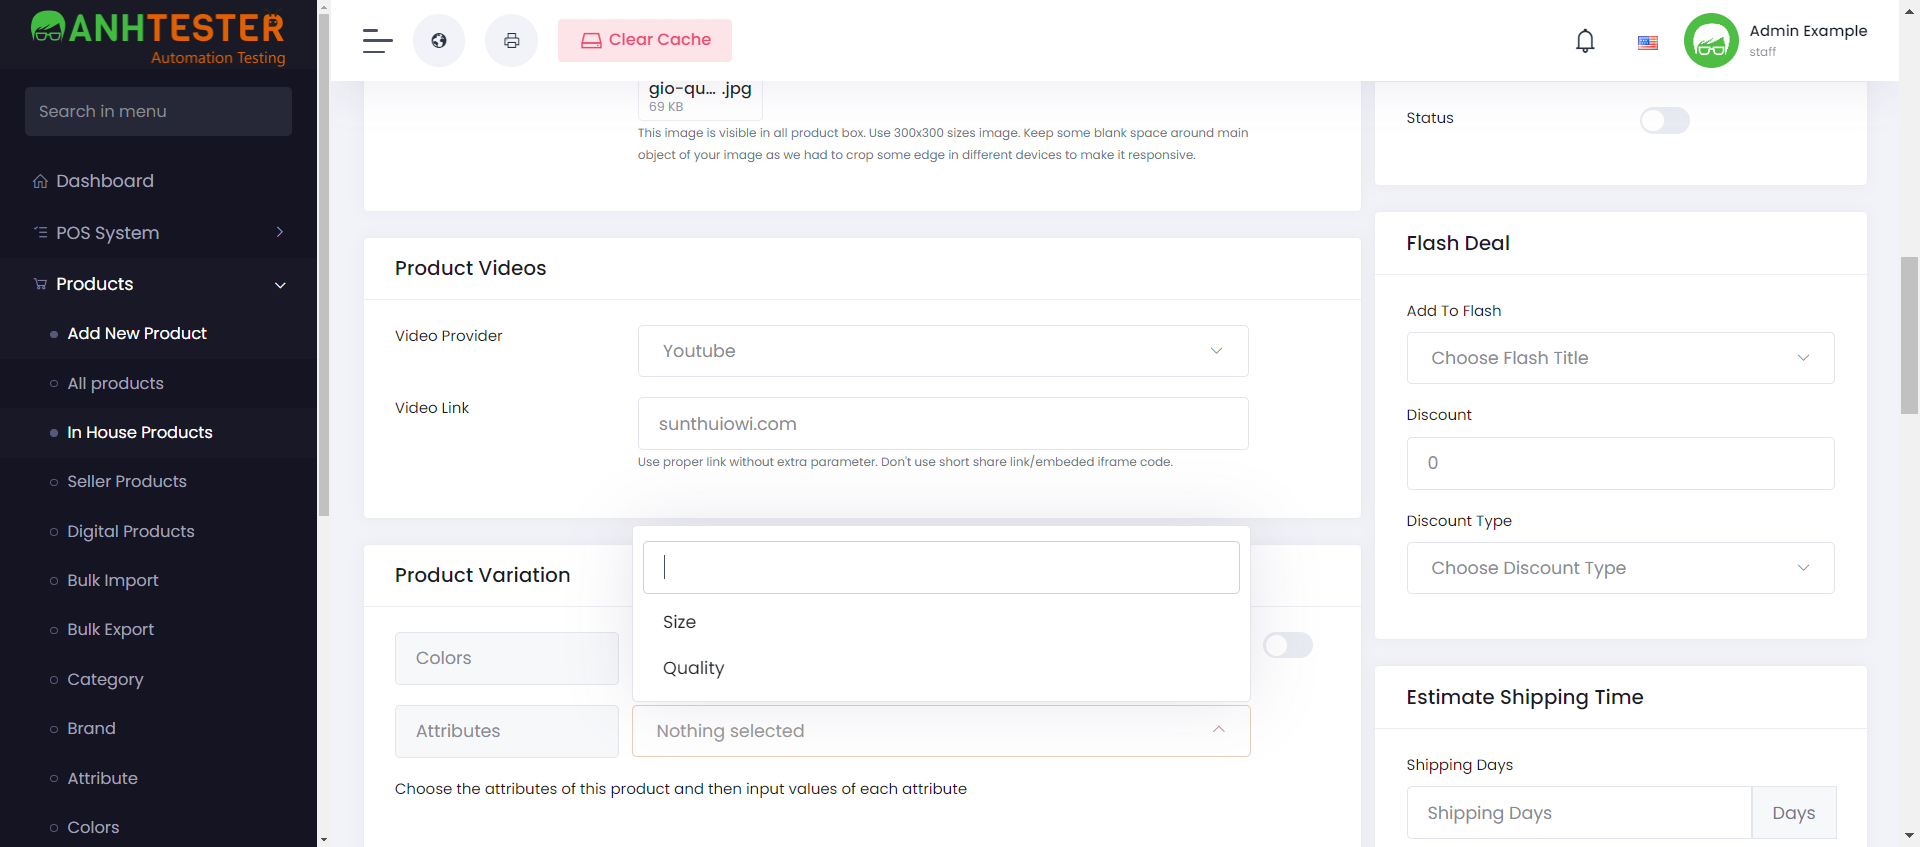 ANHTESTER
Automation Testing
Search in menu
Dashboard
POS System
Products
Add New Product
All products
In House Products
Seller Products
Digital Products
Bulk Import
Bulk Export
Category
Brand
Attribute
Colors
Clear Cache
Admin Example
staff
gio-qu... .jpg
69 KB
This image is visible in all product box. Use 300x300 sizes image. Keep some blank space around main
object of your image as we had to crop some edge in different devices to make it responsive.
Product Videos
Video Provider
Youtube
Video Link
sunthuiowi.com
Use proper link without extra parameter. Don't use short share link/embeded iframe code.
Product Variation
Size
Quality
Colors
Attributes
Nothing selected
Choose the attributes of this product and then input values of each attribute
Status
Flash Deal
Add To Flash
Choose Flash Title
Discount
0
Discount Type
Choose Discount Type
Estimate Shipping Time
Shipping Days
Shipping Days
Days